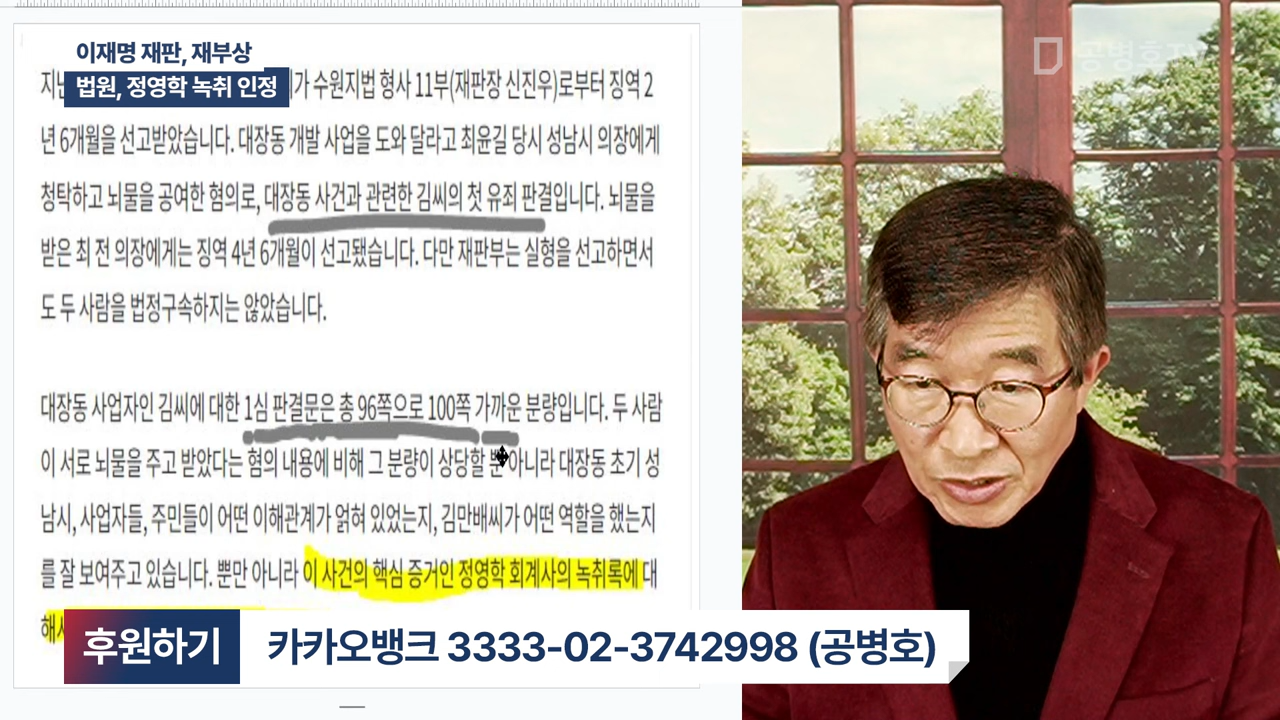 이재명 재판, 재부상
법원, 정영학 녹취 인정
공병호TV
가 수원지법 형사 11부(재판장 신진우)로부터 징역 2
년 6개월을 선고받았습니다. 대장동 개발 사업을 도와 달라고 최윤길 당시 성남시 의장에게
청탁하고 뇌물을 공여한 혐의로, 대장동 사건과 관련한 김씨의 첫 유죄 판결입니다. 뇌물을
받은 최 전 의장에게는 징역 4년 6개월이 선고됐습니다. 다만 재판부는 실형을 선고하면서
도 두 사람을 법정구속하지는 않았습니다.
대장동 사업자인 김씨에 대한 1심 판결문은 총 96쪽으로 100쪽 가까운 분량입니다. 두 사람
이 서로 뇌물을 주고 받았다는 혐의 내용에 비해 그 분량이 상당할 뿐 아니라 대장동 초기 성
남시, 사업자들, 주민들이 어떤 이해관계가 얽혀 있었는지, 김만배씨가 어떤 역할을 했는지
를 잘 보여주고 있습니다. 뿐만 아니라 이 사건의 핵심 증거인 정영학 회계사의 녹취록에 대
후원하기 카카오뱅크 3333-02-3742998 (공병호)